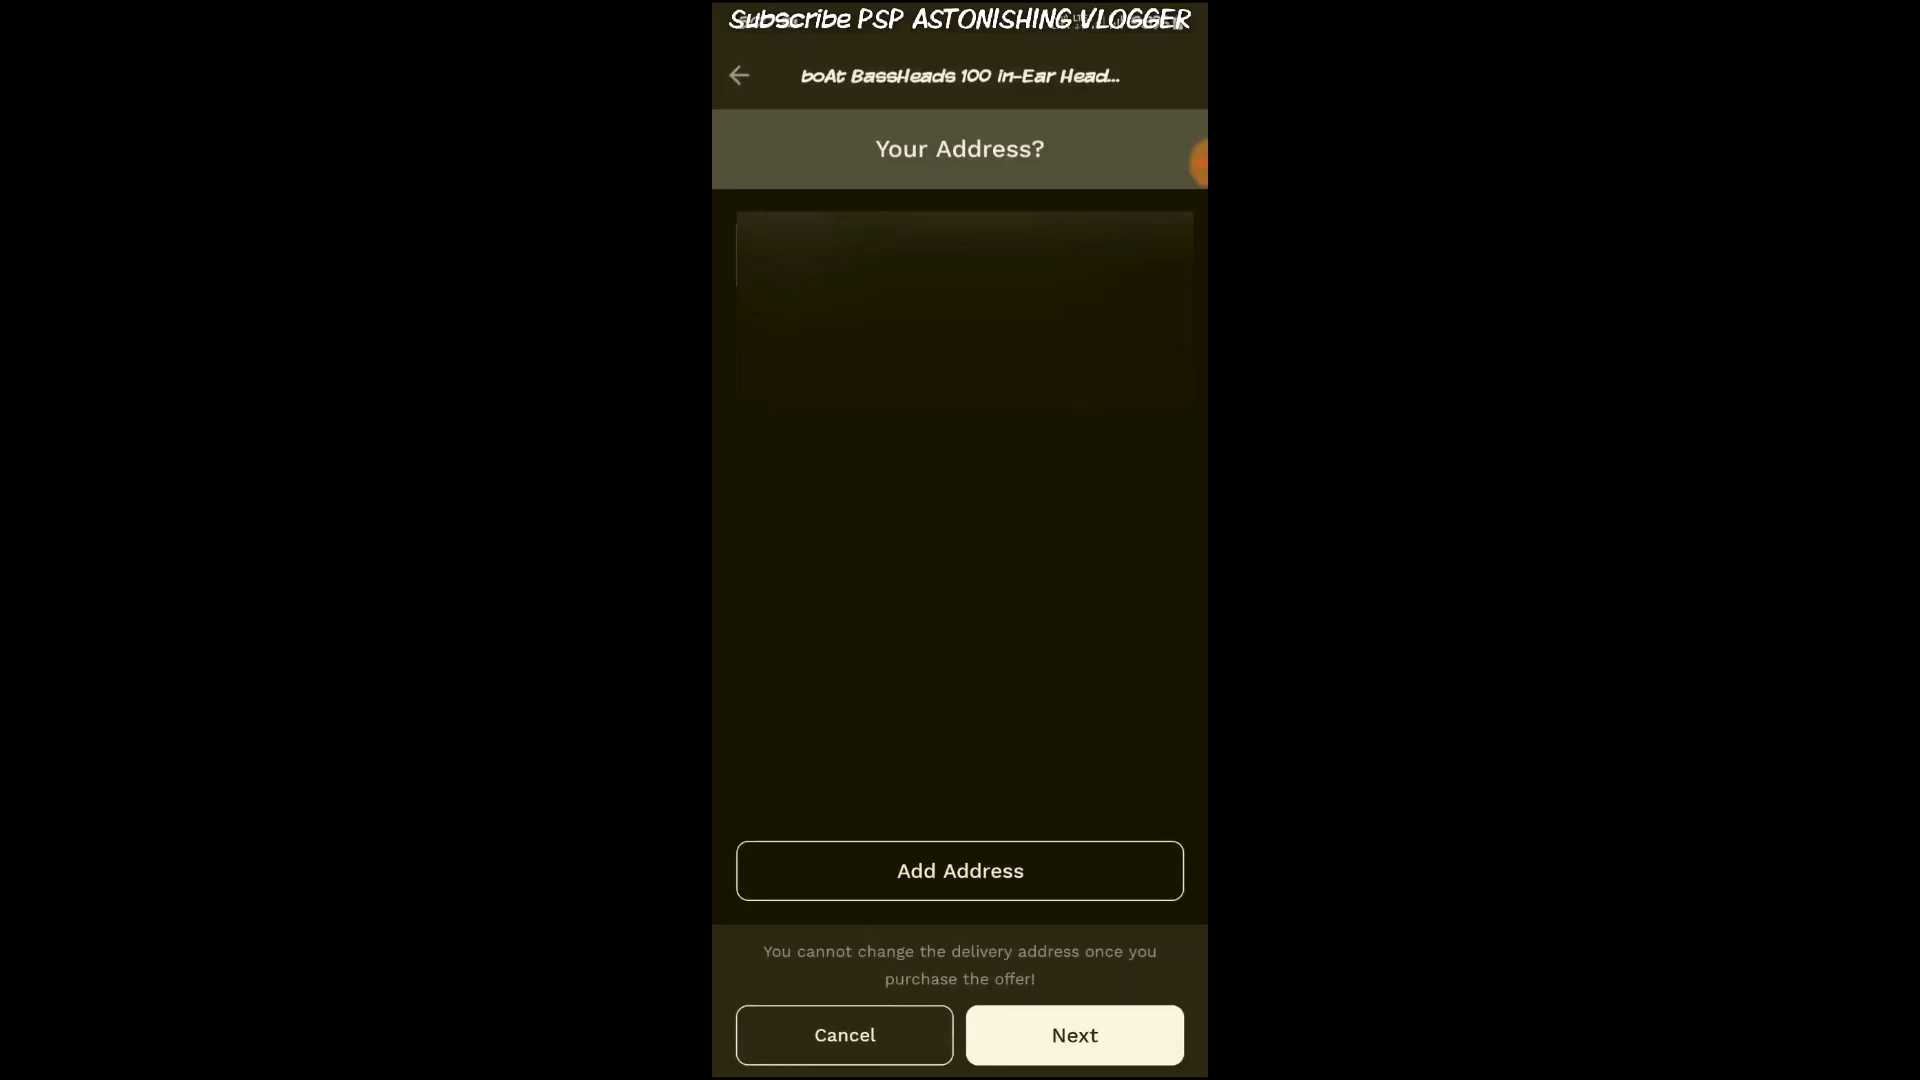 Subscribe PSP ASTONISHING VLOGGER
boAt BassHeads 100 in-Ear Head...
Your Address?
Add Address
You cannot change the delivery address once you
purchase the offer!
Cancel
Next